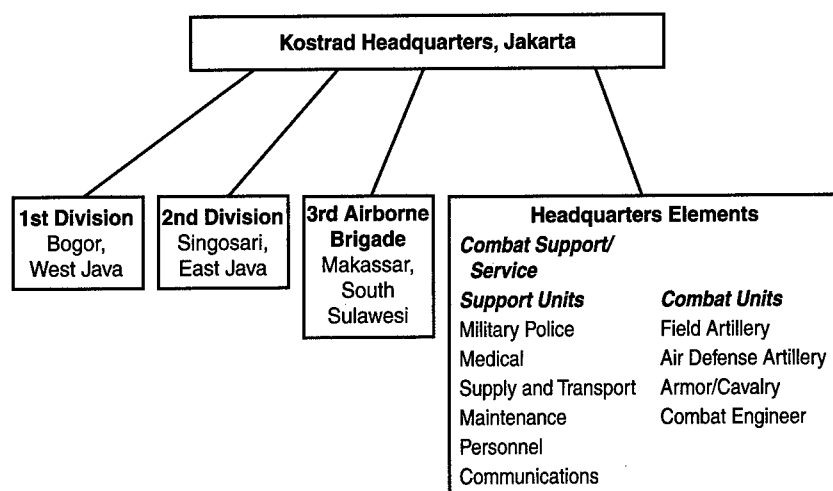 Kostrad Headquarters, Jakarta
1st Division
Bogor,
West Java
2nd Division
Singosari,
East Java
3rd Airborne
Brigade
Makassar,
South
Sulawesi
Headquarters Elements
Combat Support/
Service
Support Units
Military Police
Medical
Supply and Transport
Maintenance
Personnel
Communications
Combat Units
Field Artillery
Air Defense Artillery
Armor/Cavalry
Combat Engineer